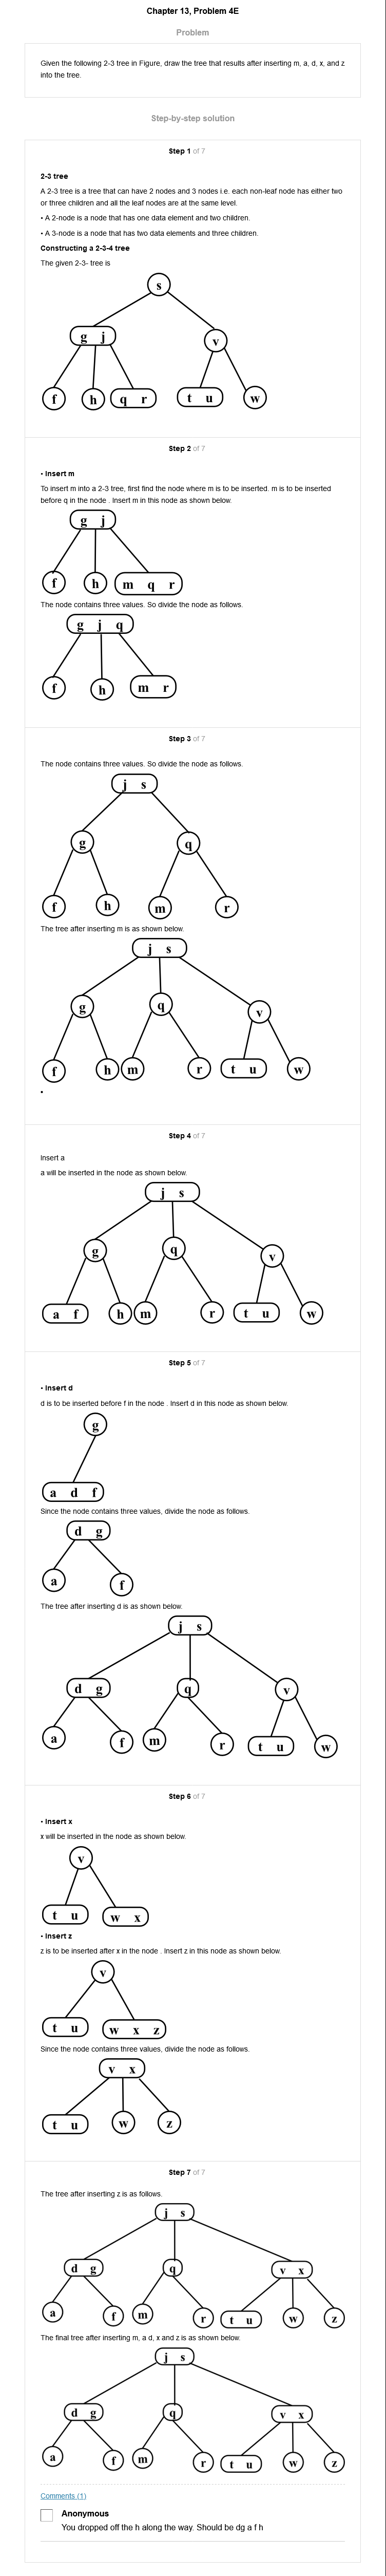 Chapter 13, Problem 4E
Problem
Given the following 2-3 tree in Figure, draw the tree that results after inserting m, a, d, x, and z
into the tree.
Step-by-step solution
Step 1 of 7
2-3 tree
A 2-3 tree is a tree that can have 2 nodes and 3 nodes i.e. each non-leaf node has either two
or three children and all the leaf nodes are at the same level.
• A 2-node is a node that has one data element and two children.
• A 3-node is a node that has two data elements and three children.
Constructing a 2-3-4 tree
The given 2-3- tree is
s
g j v
f h q r t u w
Step 2 of 7
• Insert m
To insert m into a 2-3 tree, first find the node where m is to be inserted. m is to be inserted
before q in the node . Insert m in this node as shown below.
g j
f h m q r
The node contains three values. So divide the node as follows.
g j q
f h m r
Step 3 of 7
The node contains three values. So divide the node as follows.
j s
g q
f h m r
The tree after inserting m is as shown below.
j s
g q v
f h m r t u w
•
Step 4 of 7
Insert a
a will be inserted in the node as shown below.
j s
g q v
a f h m r t u w
Step 5 of 7
• Insert d
d is to be inserted before f in the node . Insert d in this node as shown below.
g
a d f
Since the node contains three values, divide the node as follows.
d g
a f
The tree after inserting d is as shown below.
j s
d g q v
a f m r t u w
Step 6 of 7
• Insert x
x will be inserted in the node as shown below.
v
t u w x
• Insert z
z is to be inserted after x in the node . Insert z in this node as shown below.
v
t u w x z
Since the node contains three values, divide the node as follows.
v x
t u w z
Step 7 of 7
The tree after inserting z is as follows.
j s
d g q v x
a f m r t u w z
The final tree after inserting m, a d, x and z is as shown below.
j s
d g q v x
a f m r t u w z
Comments (1)
Anonymous
You dropped off the h along the way. Should be dg a f h